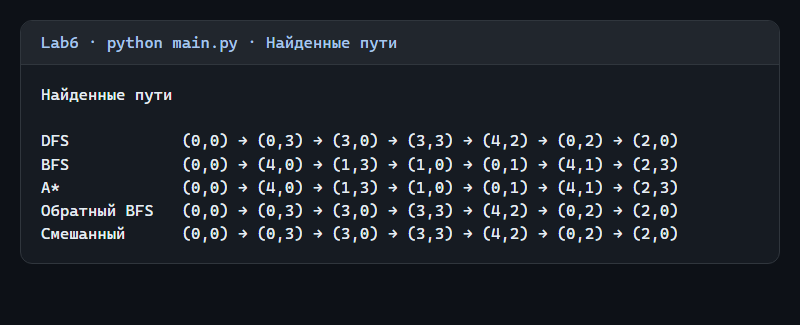 Lab6 · python main.py · Найденные пути
Найденные пути
DFS (0,0) → (0,3) → (3,0) → (3,3) → (4,2) → (0,2) → (2,0)
BFS (0,0) → (4,0) → (1,3) → (1,0) → (0,1) → (4,1) → (2,3)
A* (0,0) → (4,0) → (1,3) → (1,0) → (0,1) → (4,1) → (2,3)
Обратный BFS (0,0) → (0,3) → (3,0) → (3,3) → (4,2) → (0,2) → (2,0)
Смешанный (0,0) → (0,3) → (3,0) → (3,3) → (4,2) → (0,2) → (2,0)